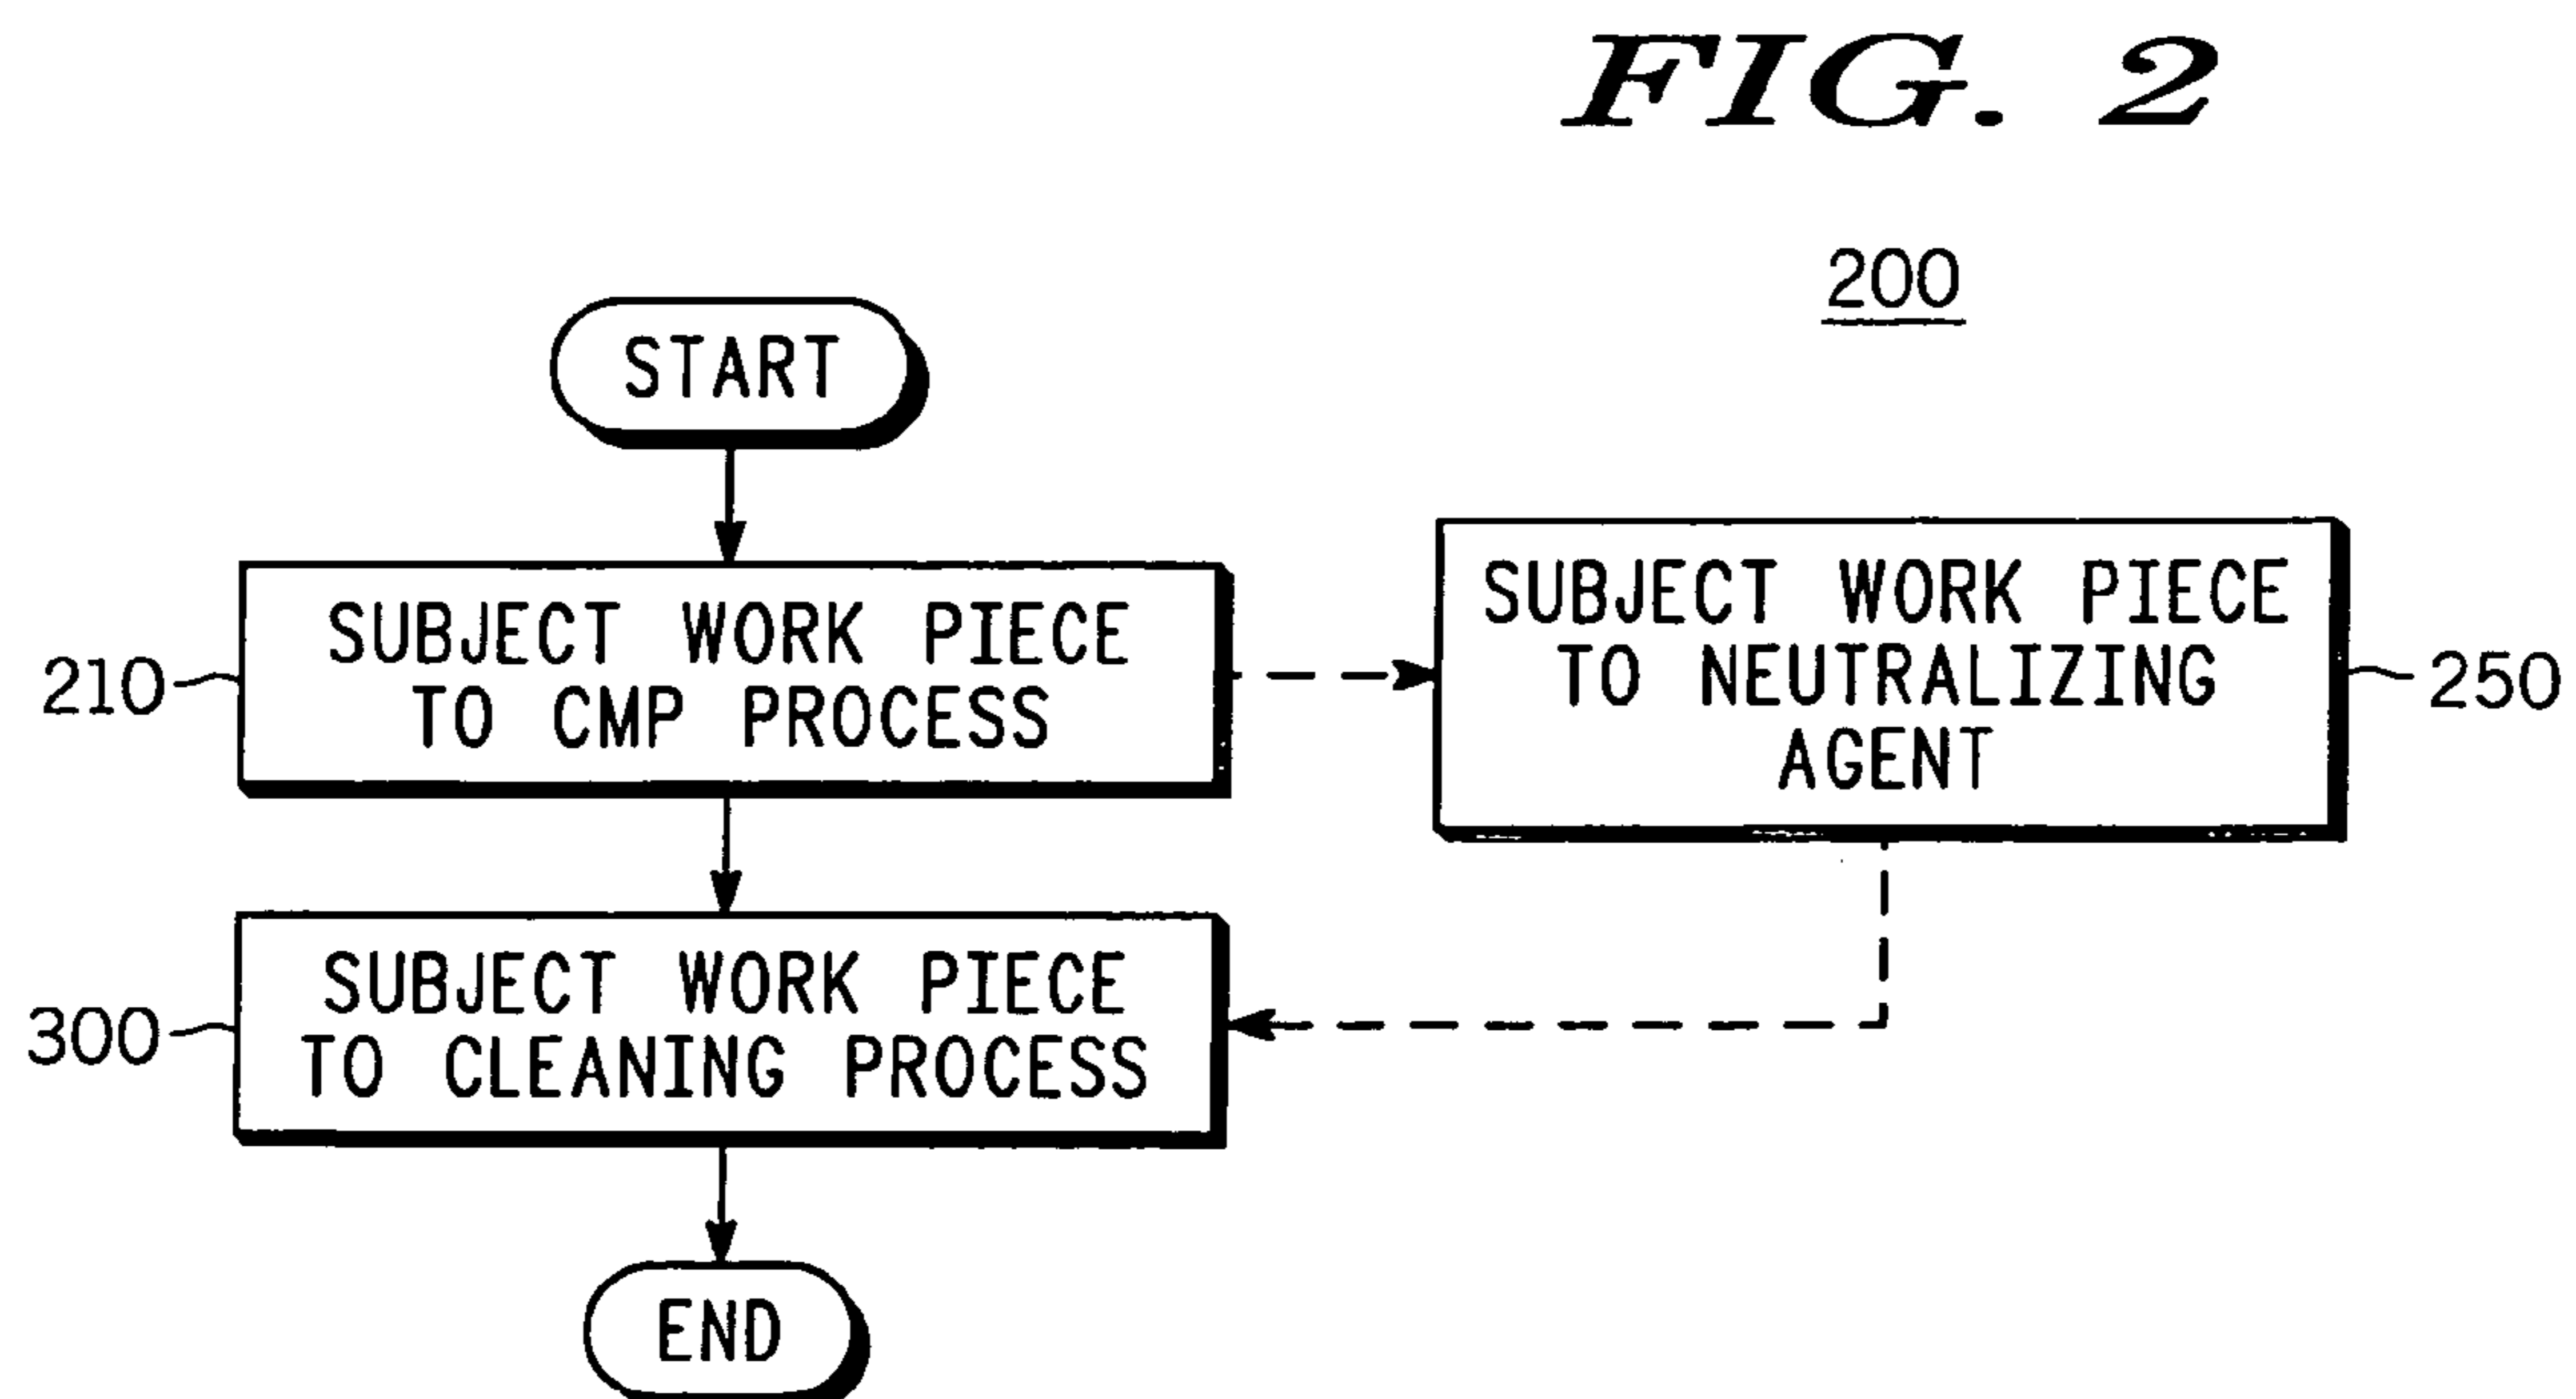 FIG. 2
200
START
210
SUBJECT WORK PIECE
TO CMP PROCESS
SUBJECT WORK PIECE
TO NEUTRALIZING
AGENT
250
300
SUBJECT WORK PIECE
TO CLEANING PROCESS
END